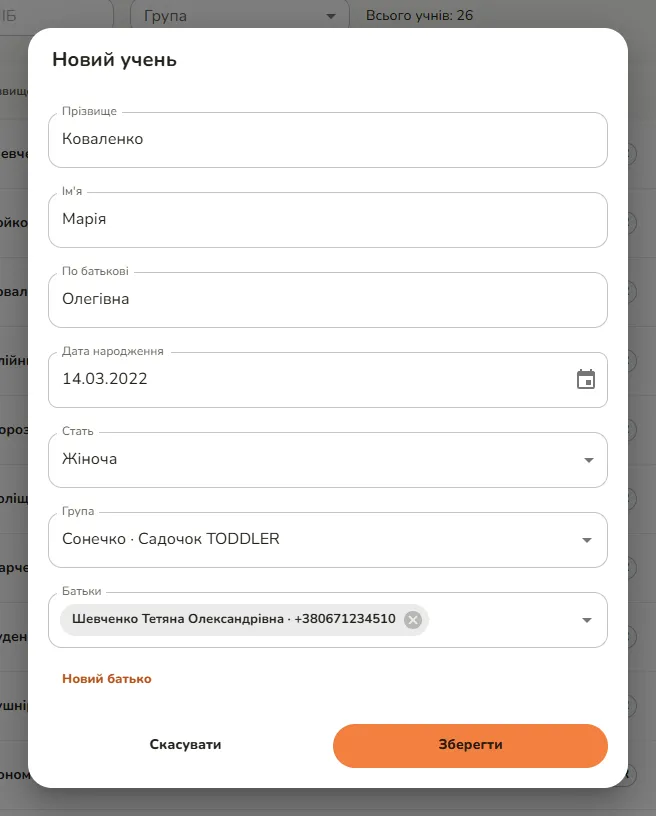 Група
Всього учнів: 26
Новий учень
Прізвище
Коваленко
Ім'я
Марія
По батькові
Олегівна
Дата народження
14.03.2022
Стать
Жіноча
Група
Сонечко · Садочок TODDLER
Батьки
Шевченко Тетяна Олександрівна · +380671234510
Новий батько
Скасувати
Зберегти